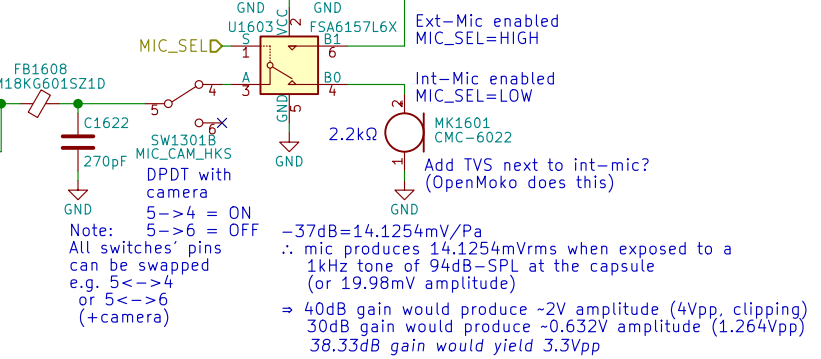 GND
GND
VCC
2
U1603
FSA6157L6X
Ext-Mic enabled
MIC_SEL=HIGH
MIC_SEL
S
1
B1
6
FB1608
18KG601SZ1D
A
3
B0
4
Int-Mic enabled
MIC_SEL=LOW
5
4
6
GND
5
2
C1622
270pF
SW1301B
MIC_CAM_HKS
GND
2.2kΩ
MK1601
CMC-6022
1
DPDT with
camera
5->4 = ON
5->6 = OFF
Add TVS next to int-mic?
(OpenMoko does this)
GND
GND
Note:
All switches' pins
can be swapped
e.g. 5<->4
or 5<->6
(+camera)
-37dB=14.1254mV/Pa
∴ mic produces 14.1254mVrms when exposed to a
1kHz tone of 94dB-SPL at the capsule
(or 19.98mV amplitude)
⇒ 40dB gain would produce ~2V amplitude (4Vpp, clipping)
30dB gain would produce ~0.632V amplitude (1.264Vpp)
38.33dB gain would yield 3.3Vpp